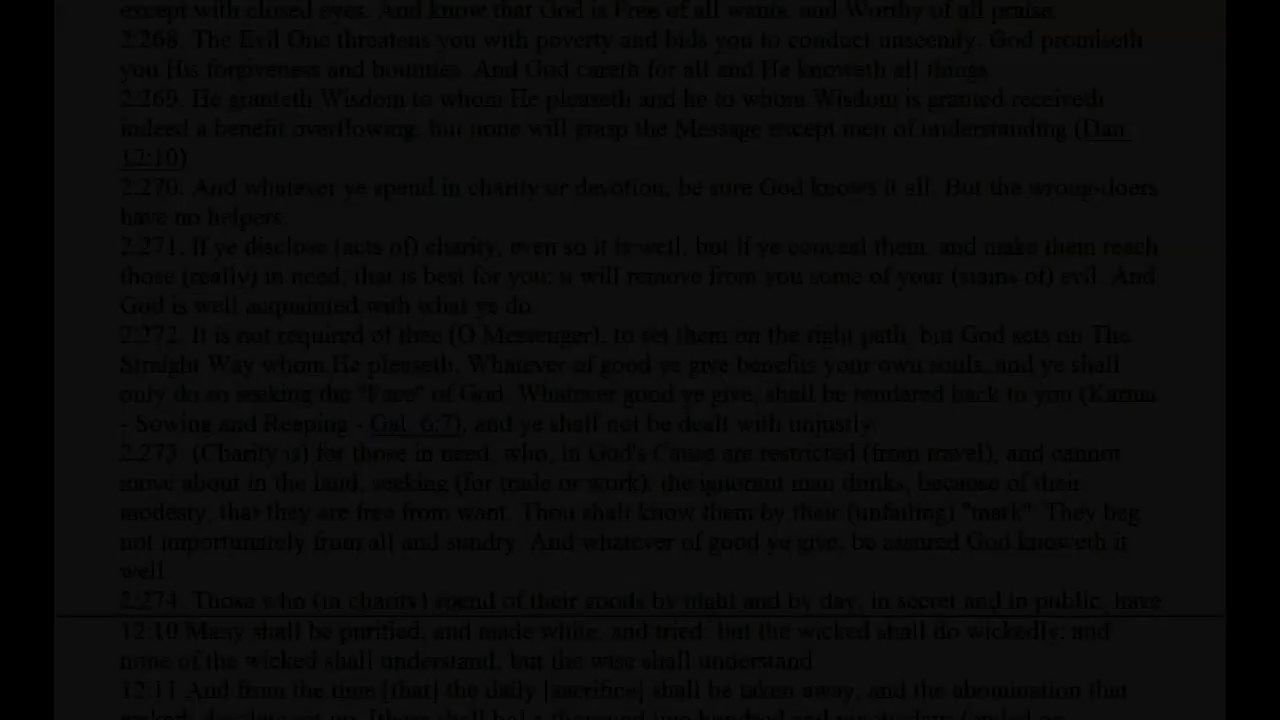 except with closed eyes. And know that God is Free of all wants, and Worthy of all praise.
2.268. The Evil One threatens you with poverty and bids you to conduct unseemly. God promiseth
you His forgiveness and bounties. And God careth for all and He knoweth all things.
2.269. He granteth Wisdom to whom He pleaseth and he to whom Wisdom is granted receiveth
indeed a benefit overflowing, but none will grasp the Message except men of understanding (Dan.
12:10)
2.270. And whatever ye spend in charity or devotion, be sure God knows it all. But the wrong-doers
have no helpers.
2.271. If ye disclose (acts of) charity, even so it is well, but if ye conceal them, and make them reach
those (really) in need, that is best for you; it will remove from you some of your (stains of) evil. And
God is well acquainted with what ye do.
2.272. It is not required of thee (O Messenger), to set them on the right path, but God sets on The
Straight Way whom He pleaseth. Whatever of good ye give benefits your own souls, and ye shall
only do so seeking the "Face" of God. Whatever good ye give, shall be rendered back to you (Karma
- Sowing and Reaping - Gal. 6:7), and ye shall not be dealt with unjustly.
2.273. (Charity is) for those in need, who, in God's Cause are restricted (from travel), and cannot
move about in the land, seeking (for trade or work): the ignorant man thinks, because of their
modesty, that they are free from want. Thou shalt know them by their (unfailing) "mark". They beg
not importunately from all and sundry. And whatever of good ye give, be assured God knoweth it
well.
2.274. Those who (in charity) spend of their goods by night and by day, in secret and in public, have
12:10 Many shall be purified, and made white, and tried; but the wicked shall do wickedly: and
none of the wicked shall understand; but the wise shall understand.
12:11 And from the time [that] the daily [sacrifice] shall be taken away, and the abomination that